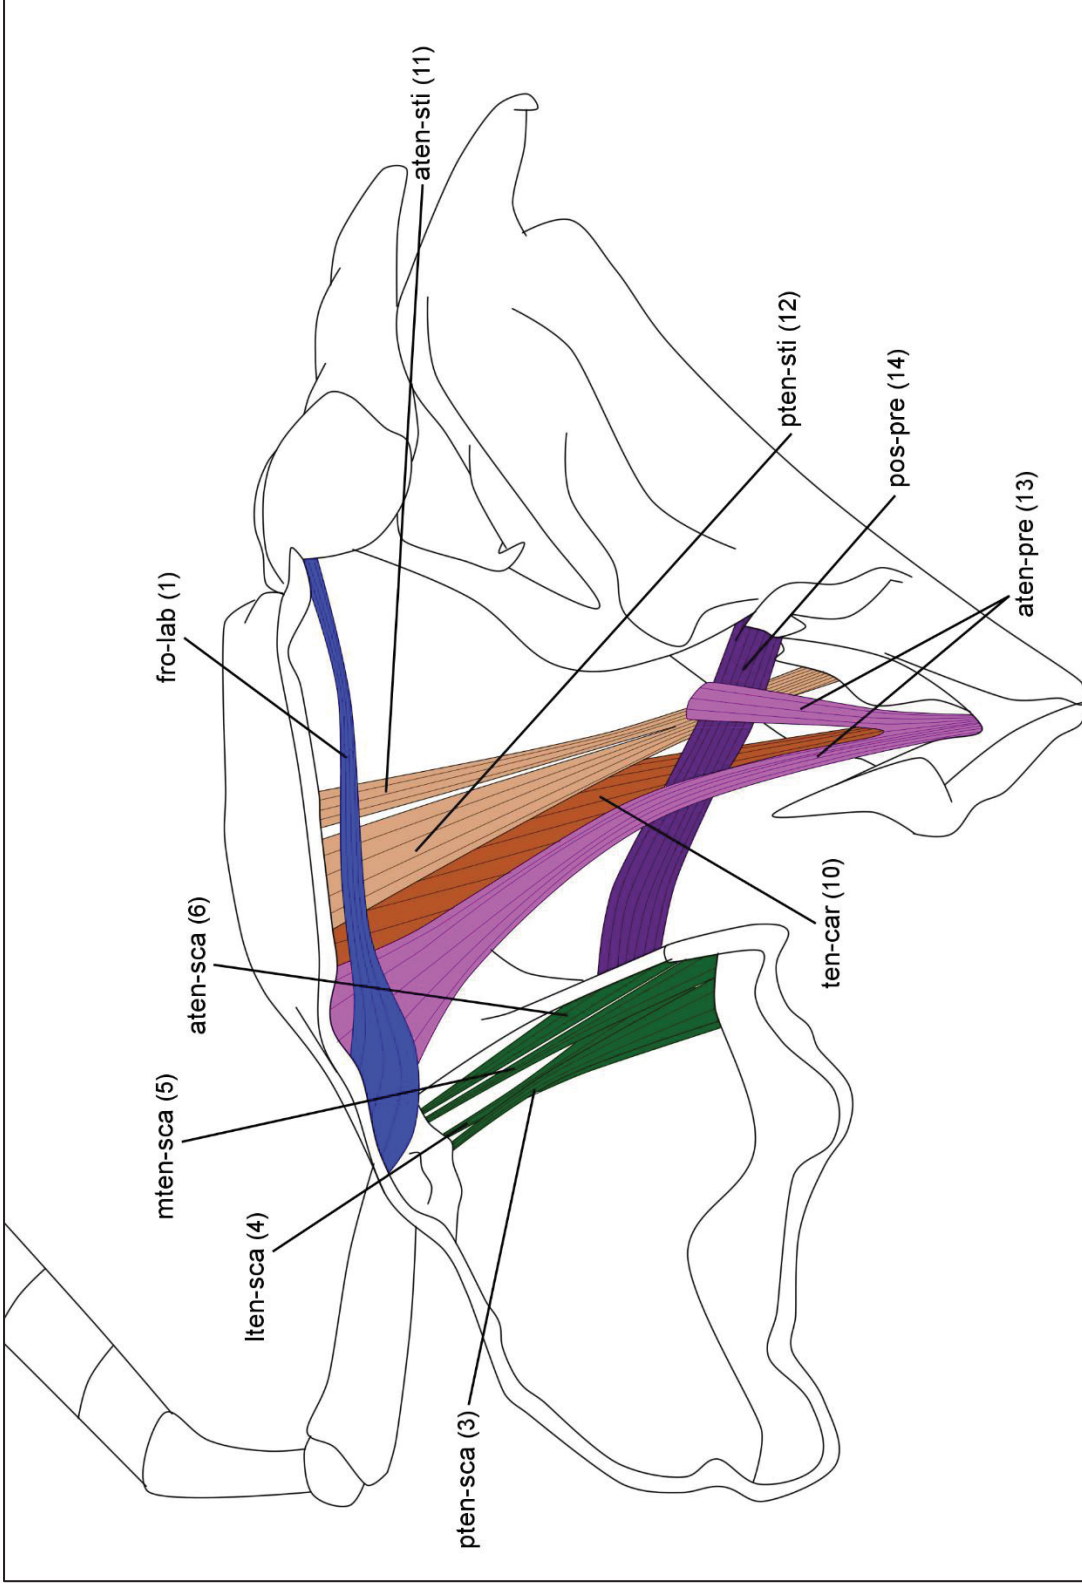 pten-sca (3)
lten-sca (4)
mten-sca (5)
aten-sca (6)
fro-lab (1)
aten-sti (11)
pten-sti (12)
pos-pre (14)
aten-pre (13)
ten-car (10)